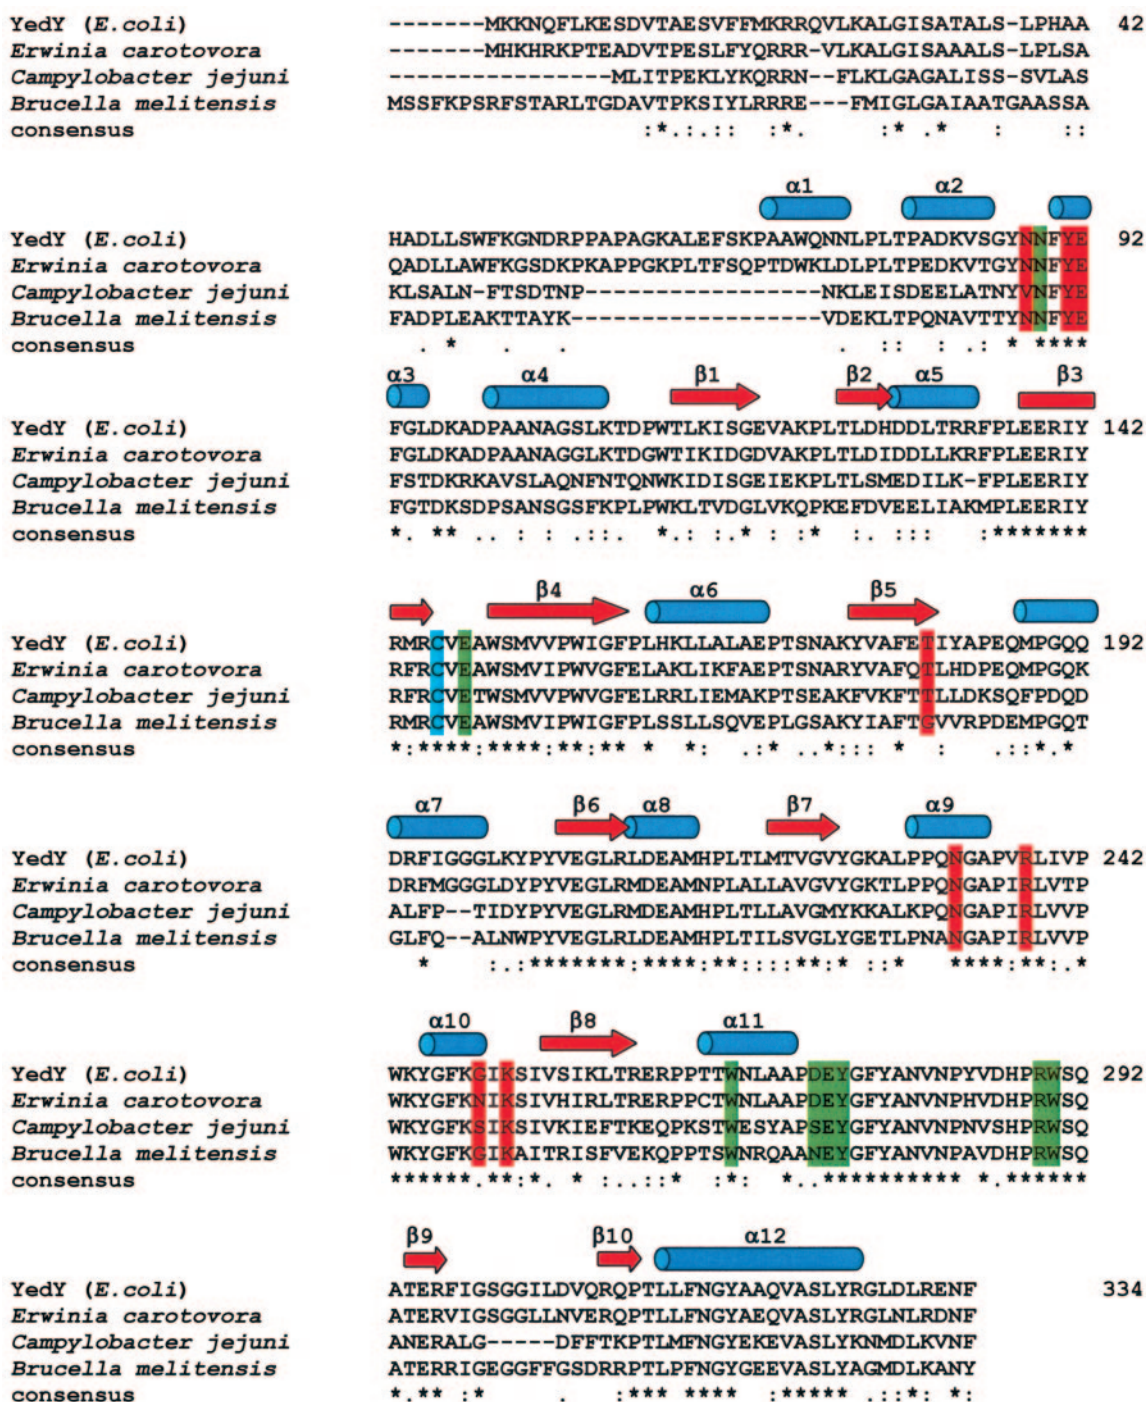 YedY (E.coli) -------MKKNQFLKESDVTAESVFFMKRRQVLKALGISATALS-LPHAA 42
Erwinia carotovora -------MHKHRKPTEADVTPESLFYQRRR-VLKALGISAAALS-LPLSA
Campylobacter jejuni ----------------MLITPEKLYKQRRN--FLKLGAGALISS-SVLAS
Brucella melitensis MSSFKPSRFSTARLTGDAVTPKSIYLRRRE---FMIGLGAIAATGAASSA
consensus :*.:.:: :*. :*.* : ::
α1 α2
YedY (E.coli) HADLLSWFKGNDRPPAPAGKALEFSKPAAWQNNLPLTPADKVSGYNNFYE 92
Erwinia carotovora QADLLAWFKGSDKPKAPPGKPLTFSQPTDWKLDLPLTPEDKVTGYNNFYE
Campylobacter jejuni KLSALN-FTSDTNP-----------------NKLEISDEELATNYVNFYE
Brucella melitensis FADPLEAKTTAYK------------------VDEKLTPQNAVTTYNNFYE
consensus . * . . . : : .: * ****
α3 α4 β1 β2 α5 β3
YedY (E.coli) FGLDKADPAANAGSLKTDPWTLKISGEVAKPLTLDHDDLTRRFPLEERIY 142
Erwinia carotovora FGLDKADPAANAGGLKTDGWTIKIDGDVAKPLTLDIDDLLKRFPLEERIY
Campylobacter jejuni FSTDKRKAVSLAQNFNTQNWKIDISGEIEKPLTLSMEDILK-FPLEERIY
Brucella melitensis FGTDKSDPSANSGSFKPLPWKLTVDGLVKQPKEFDVEELIAKMPLEERIY
consensus *. ** .. : : .::. *.: :.* : :* :. ::: :*******
β4 α6 β5
YedY (E.coli) RMRCVEAWSMVVPWIGFPLHKLLALAEPTSNAKYVAFETIYAPEQMPGQQ 192
Erwinia carotovora RFRCVEAWSMVVPWIGFELAKLIKFAEPTSNARYVAFQTLHDPEQMPGQK
Campylobacter jejuni RFRCVETWSMVVPWVGFELRRLIEMAKPTSEAKFVKFTTLLDKSQFPDQD
Brucella melitensis RMRCVEAWSMVIPWIGFPLSSLLSQVEPLGSAKYIAFTGVVRPDEMPGQT
consensus *:****:****:**:** * *: .:* ..*::: * : .::*.*
α7 β6 α8 β7 α9
YedY (E.coli) DRFIGGGLKYPYVEGLRLDEAMHPLTLMTVGVYGKALPPQNGAPVRLIVP 242
Erwinia carotovora DRFMGGGLDYPYVEGLRMDEAMNPLALLAVGVYGKTLPPQNGAPIRLVTP
Campylobacter jejuni ALFP--TIDYPYVEGLRMDEAMHPLTLLAVGMYKKALKPQNGAPIRLVVP
Brucella melitensis GLFQ--ALNWPYVEGLRLDEAMHPLTILSVGLYGETLPNANGAPIRLVVP
consensus * :.:*******:****:**::::**:* ::* ****:**:.*
α10 β8 α11
YedY (E.coli) WKYGFKGIKSIVSIKLTRERPPTTWNLAAPDEYGFYANVNPYVDHPRWSQ 292
Erwinia carotovora WKYGFKNIKSIVHIRLTRERPPCTWNLAAPDEYGFYANVNPHVDHPRWSQ
Campylobacter jejuni WKYGFKSIKSIVKIEFTKEQPKSTWESYAPSEYGFYANVNPNVSHPRWSQ
Brucella melitensis WKYGFKGIKAITRISFVEKQPPTSWNRQAANEYGFYANVNPAVDHPRWSQ
consensus ******.**:*. * :..::* :*: *..********** *.******
β9 β10 α12
YedY (E.coli) ATERFIGSGGILDVQRQPTLLFNGYAAQVASLYRGLDLRENF 334
Erwinia carotovora ATERVIGSGGLLNVERQPTLLFNGYAEQVASLYRGLNLRDNF
Campylobacter jejuni ANERALG-----DFFTKPTLMFNGYEKEVASLYKNMDLKVNF
Brucella melitensis ATERRIGEGGFFGSDRRPTLPFNGYGEEVASLYAGMDLKANY
consensus *.** :* . :*** **** :***** .::*: *: